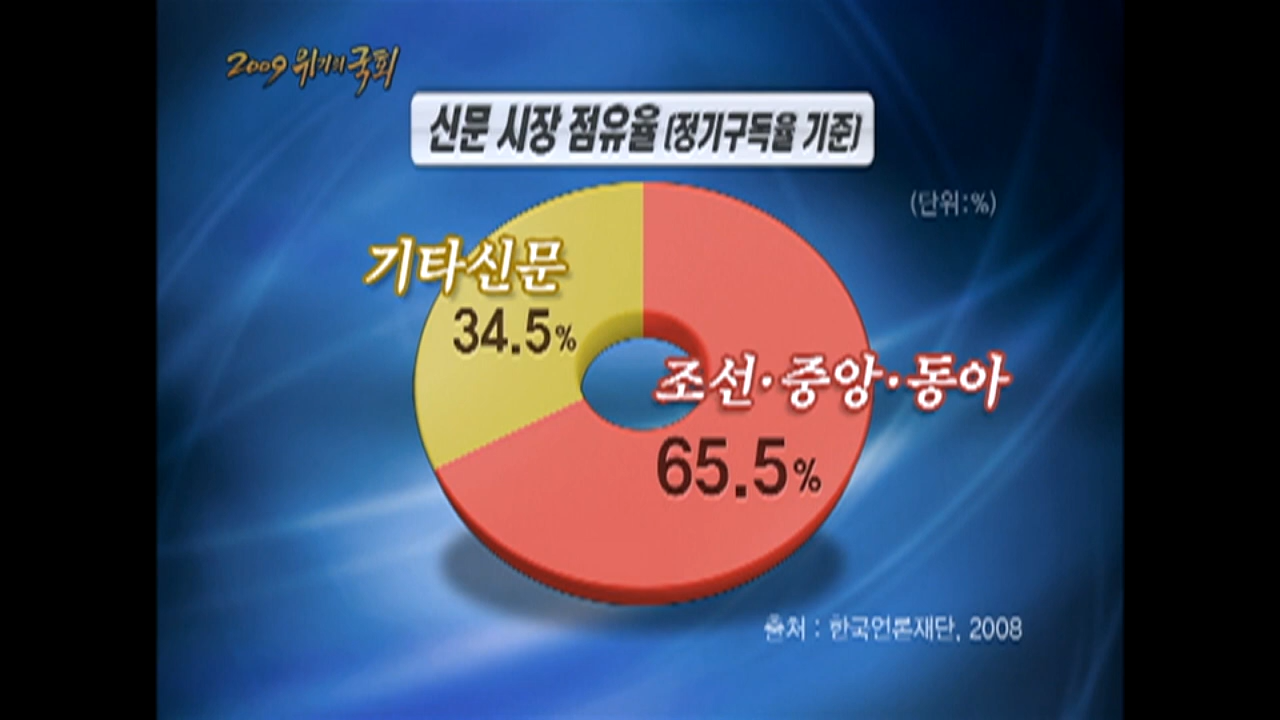 2009 위기의 국회
신문 시장 점유율 (정기구독율 기준)
(단위:%)
기타신문
34.5%
조선·중앙·동아
65.5%
출처 : 한국언론재단, 2008